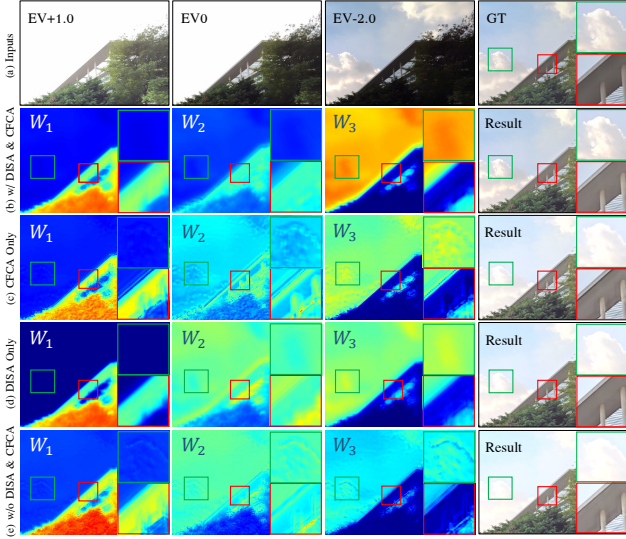 (a) Inputs
EV+1.0
EV0
EV-2.0
GT
(b) w/ DISA & CFCA
W1
W2
W3
Result
(c) CFCA Only
W1
W2
W3
Result
(d) DISA Only
W1
W2
W3
Result
(e) w/o DISA & CFCA
W1
W2
W3
Result